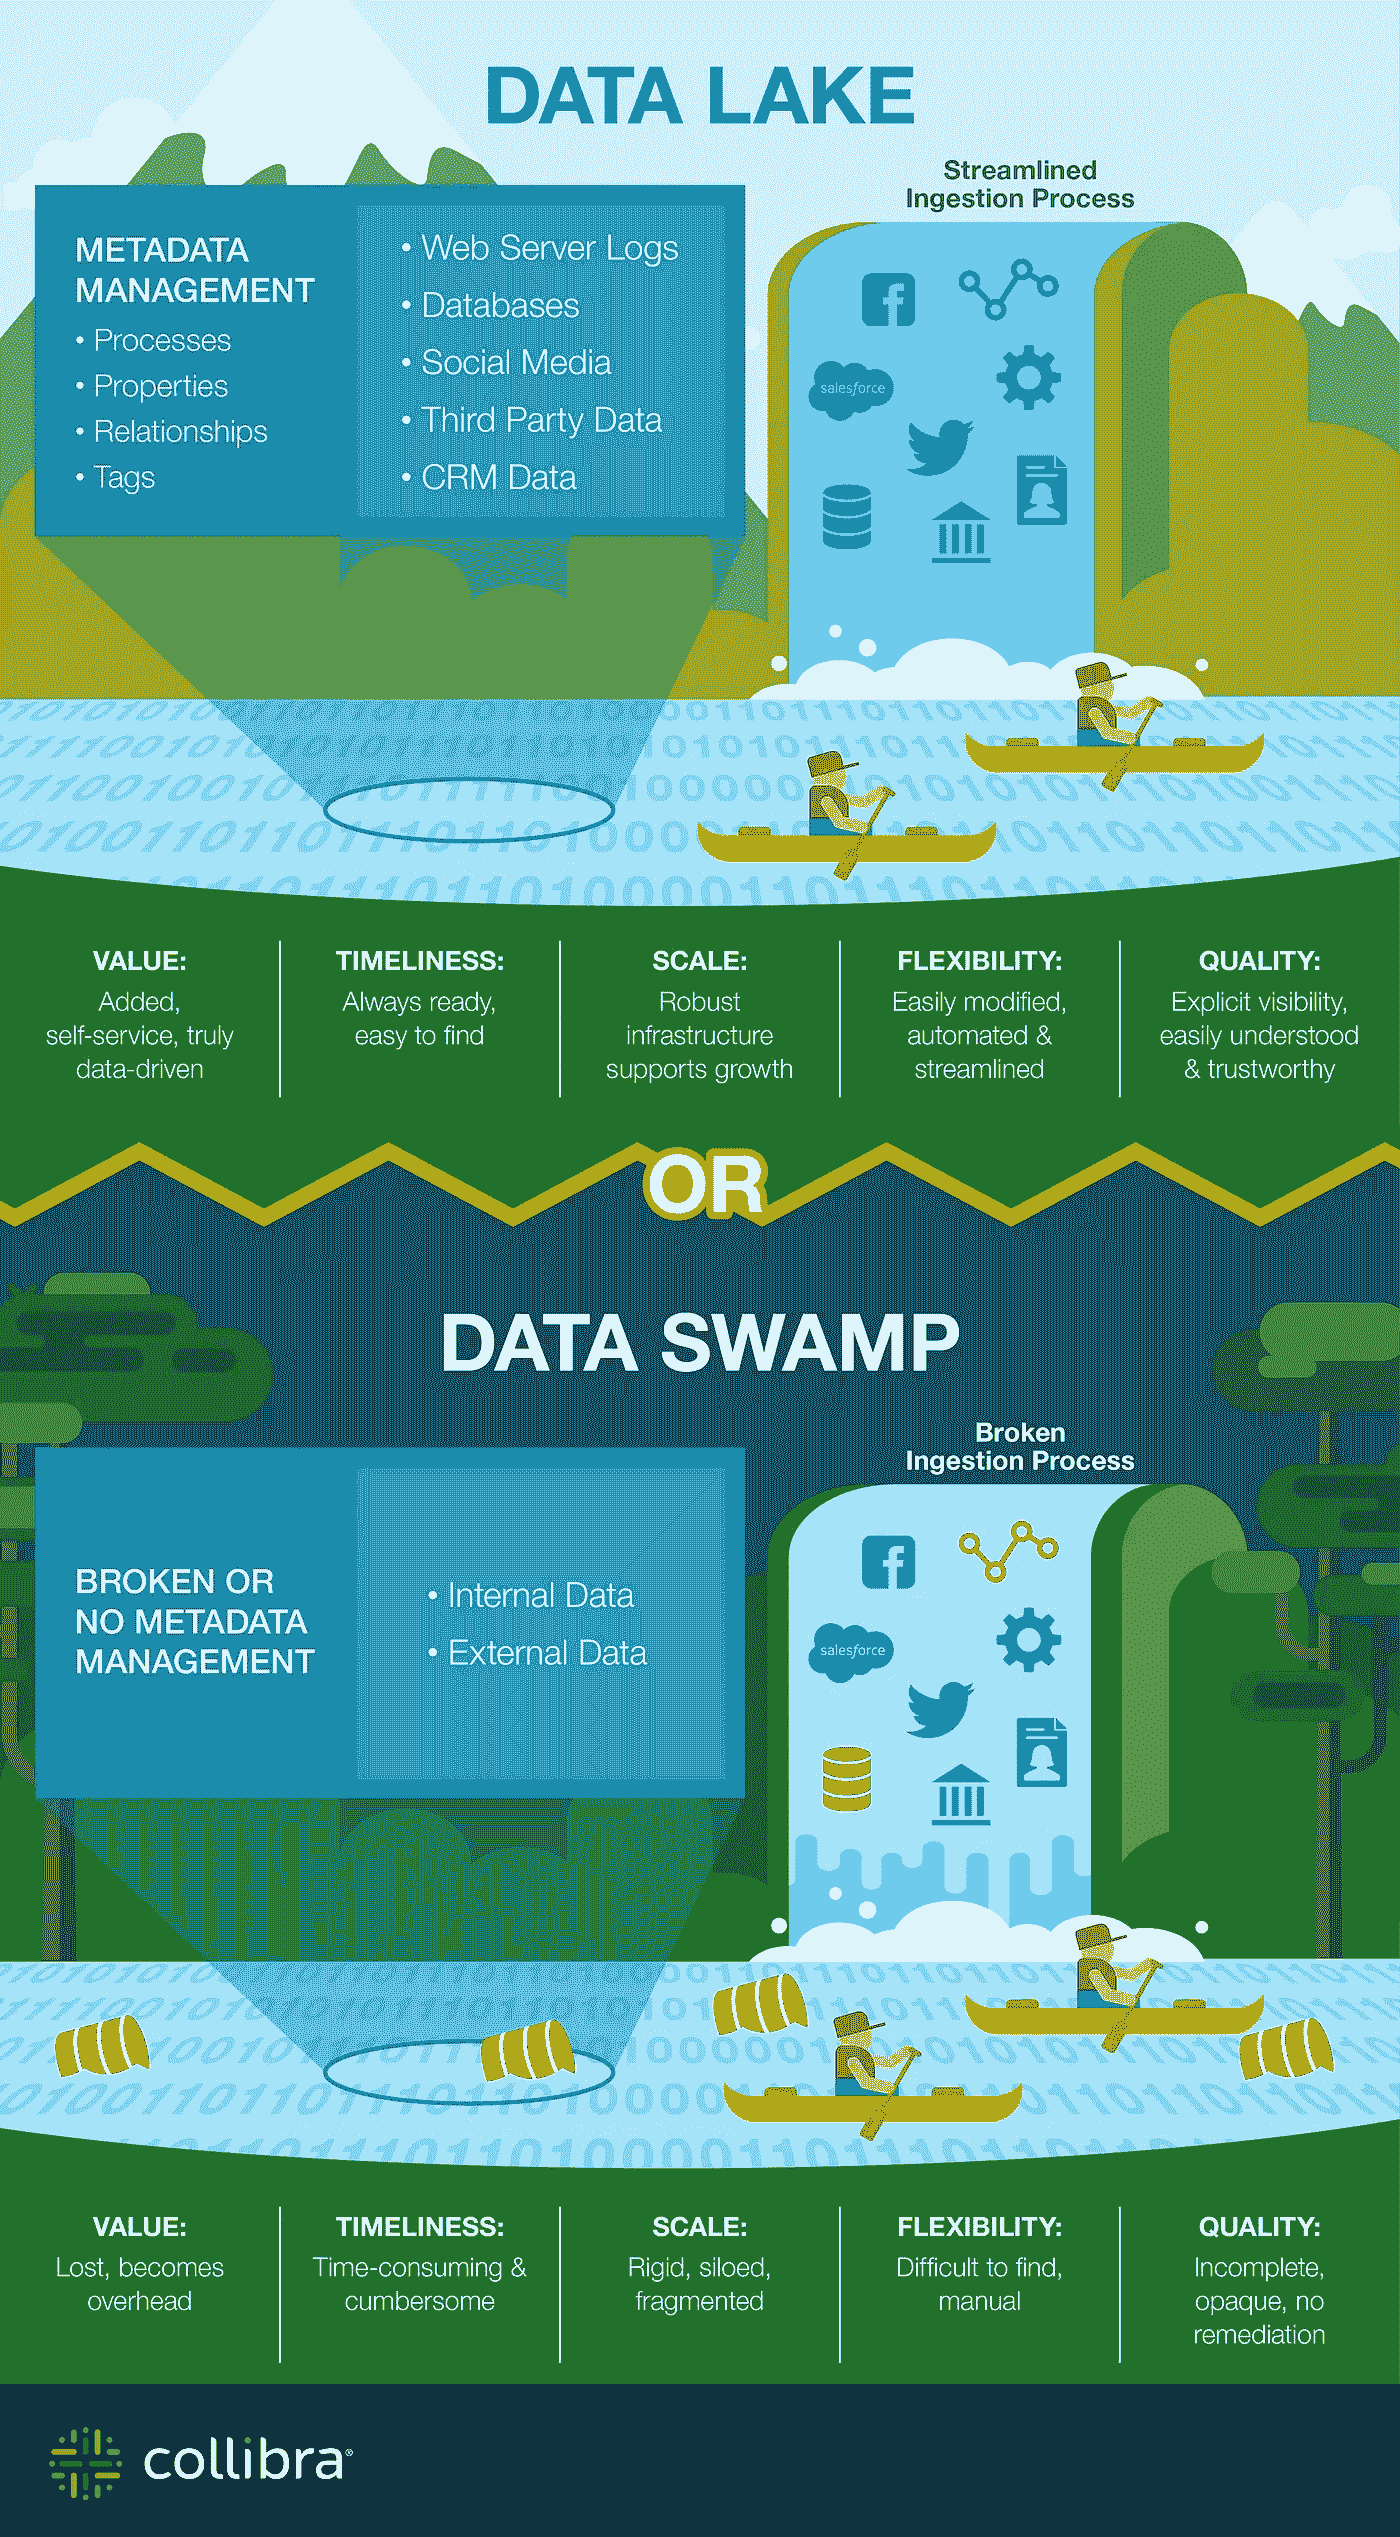 DATA LAKE
Streamlined
Ingestion Process
METADATA
MANAGEMENT
• Processes
• Properties
• Relationships
• Tags
• Web Server Logs
• Databases
• Social Media
• Third Party Data
• CRM Data
salesforce
VALUE:
Added,
self-service, truly
data-driven
TIMELINESS:
Always ready,
easy to find
SCALE:
Robust
infrastructure
supports growth
FLEXIBILITY:
Easily modified,
automated &
streamlined
QUALITY:
Explicit visibility,
easily understood
& trustworthy
OR
DATA SWAMP
Broken
Ingestion Process
BROKEN OR
NO METADATA
MANAGEMENT
• Internal Data
• External Data
salesforce
VALUE:
Lost, becomes
overhead
TIMELINESS:
Time-consuming &
cumbersome
SCALE:
Rigid, siloed,
fragmented
FLEXIBILITY:
Difficult to find,
manual
QUALITY:
Incomplete,
opaque, no
remediation
collibra